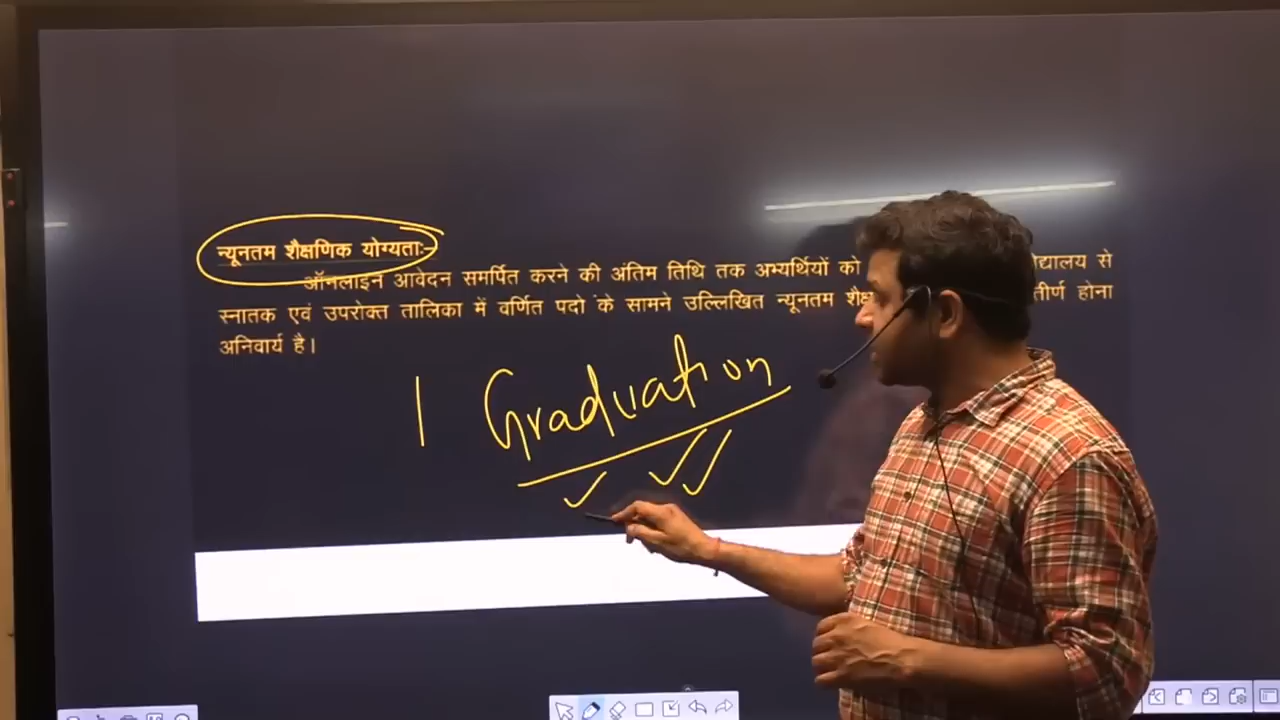 न्यूनतम शैक्षणिक योग्यताः-
ऑनलाइन आवेदन समर्पित करने की अंतिम तिथि तक अभ्यर्थियों को द्यालय से
स्नातक एवं उपरोक्त तालिका में वर्णित पदो के सामने उल्लिखित न्यूनतम शैक्ष तीर्ण होना
अनिवार्य है।
1 Graduation